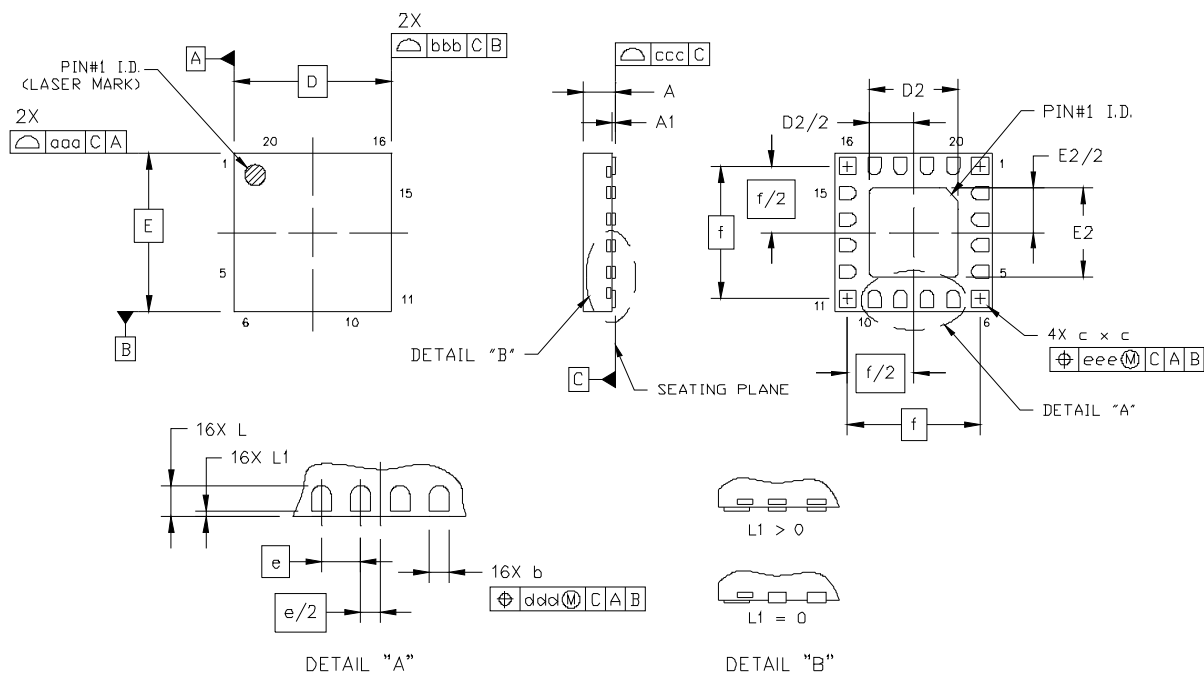 2X
bbb C B
A
D
PIN#1 I.D.
(LASER MARK)
2X
aaa C A
20
16
1
15
E
5
11
6
10
B
ccc C
A
A1
DETAIL "B"
C
SEATING PLANE
D2
D2/2
PIN#1 I.D.
16
20
1
E2/2
15
f/2
f
E2
5
11
10
6
4X c x c
eee M C A B
f/2
f
DETAIL "A"
16X L
16X L1
e
e/2
16X b
ddd M C A B
DETAIL "A"
L1 > 0
L1 = 0
DETAIL "B"